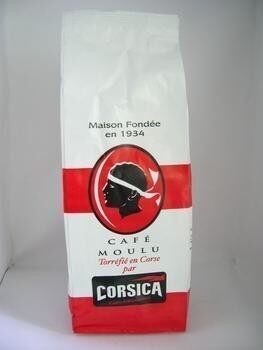 Maison Fondée
en 1934
CAFÉ
MOULU
Torréfié en Corse
par
CORSICA